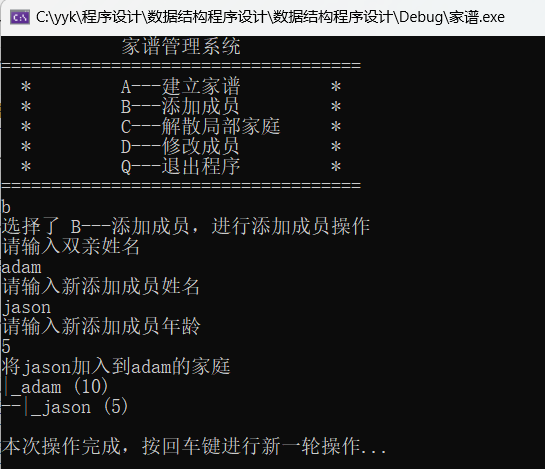 C:\yyk\程序设计\数据结构程序设计\数据结构程序设计\Debug\家谱.exe
家谱管理系统
====================================
* A---建立家谱 *
* B---添加成员 *
* C---解散局部家庭 *
* D---修改成员 *
* Q---退出程序 *
====================================
b
选择了 B---添加成员，进行添加成员操作
请输入双亲姓名
adam
请输入新添加成员姓名
jason
请输入新添加成员年龄
5
将jason加入到adam的家庭
|_adam (10)
--|_jason (5)
本次操作完成，按回车键进行新一轮操作...